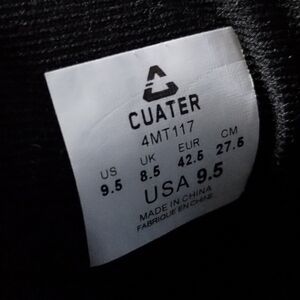 CUATER
4MT117
US UK EUR CM
9.5 8.5 42.5 27.5
USA 9.5
MADE IN CHINA
FABRIQUE EN CHINE